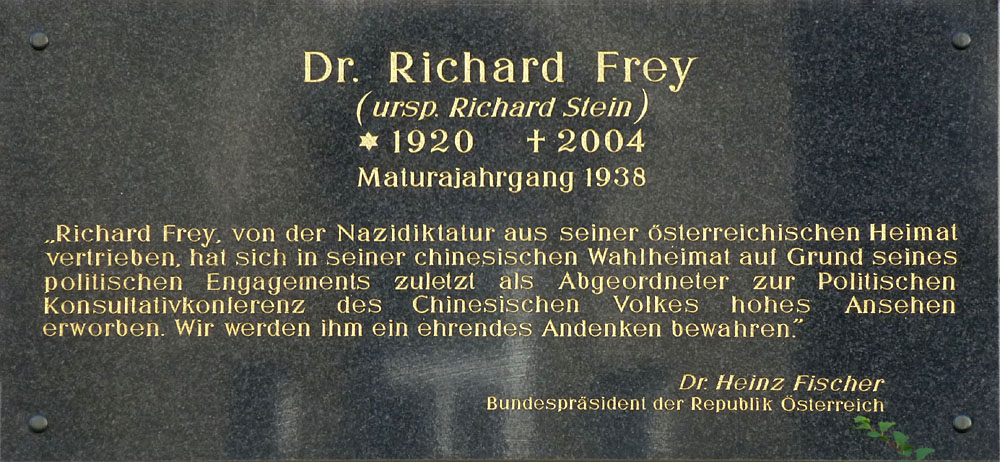 Dr. Richard Frey
(ursp. Richard Stein)
✡ 1920 † 2004
Maturajahrgang 1938
„Richard Frey, von der Nazidiktatur aus seiner österreichischen Heimat
vertrieben, hat sich in seiner chinesischen Wahlheimat auf Grund seines
politischen Engagements zuletzt als Abgeordneter zur Politischen
Konsultativkonferenz des Chinesischen Volkes hohes Ansehen
erworben. Wir werden ihm ein ehrendes Andenken bewahren.”
Dr. Heinz Fischer
Bundespräsident der Republik Österreich